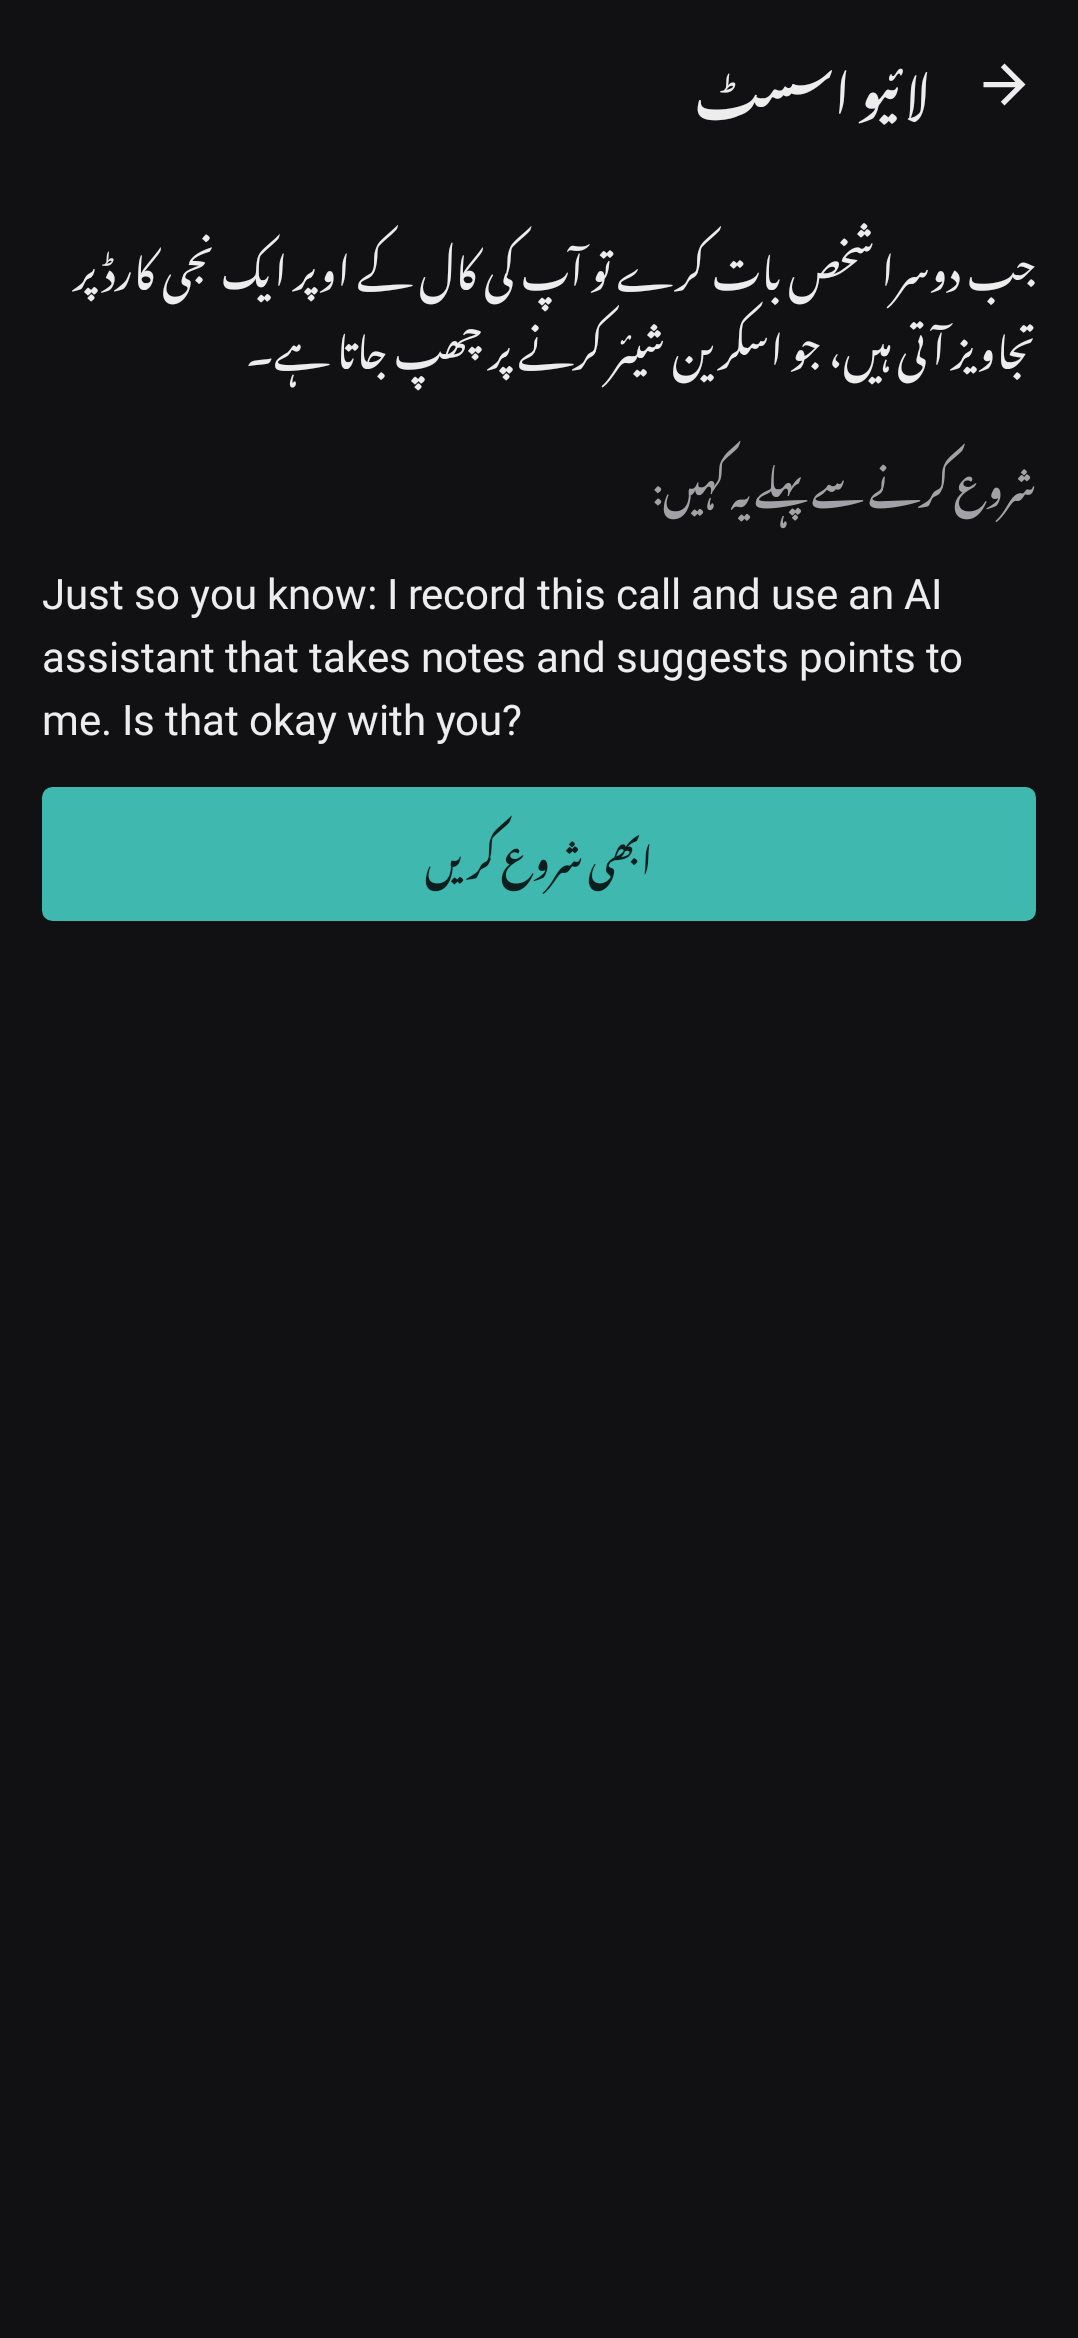 لائیو اسسٹ
جب دوسرا شخص بات کرے تو آپ کی کال کے اوپر ایک نجی کارڈ پر
تجاویز آتی ہیں، جو اسکرین شیئر کرنے پر چھپ جاتا ہے۔
شروع کرنے سے پہلے یہ کہیں:
Just so you know: I record this call and use an AI
assistant that takes notes and suggests points to
me. Is that okay with you?
ابھی شروع کریں